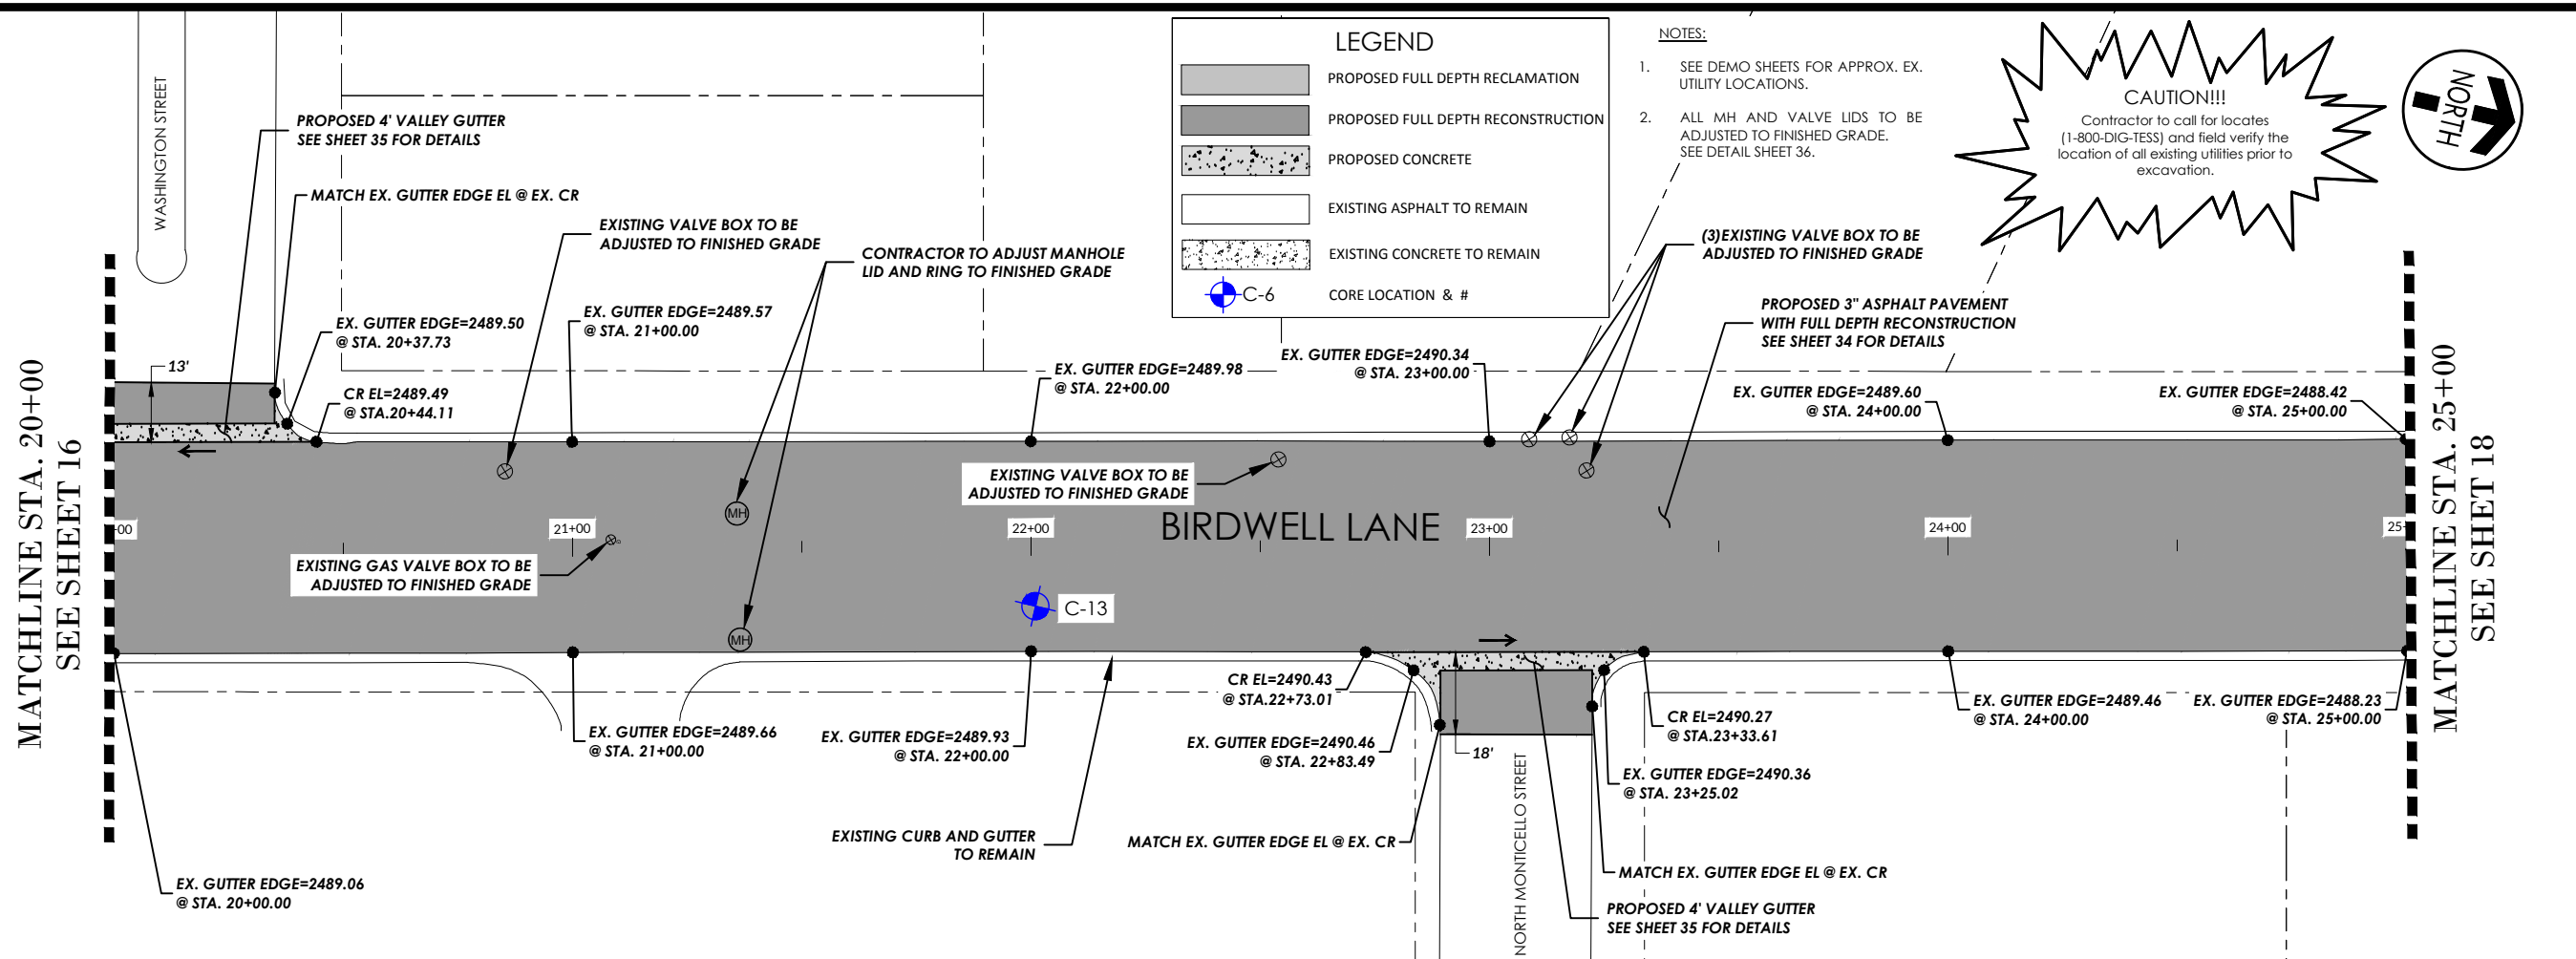 LEGEND
PROPOSED FULL DEPTH RECLAMATION
PROPOSED FULL DEPTH RECONSTRUCTION
PROPOSED CONCRETE
EXISTING ASPHALT TO REMAIN
EXISTING CONCRETE TO REMAIN
C-6
CORE LOCATION & #
NOTES:
1. SEE DEMO SHEETS FOR APPROX. EX.
UTILITY LOCATIONS.
2. ALL MH AND VALVE LIDS TO BE
ADJUSTED TO FINISHED GRADE.
SEE DETAIL SHEET 36.
CAUTION!!!
Contractor to call for locates
(1-800-DIG-TESS) and field verify the
location of all existing utilities prior to
excavation.
NORTH
WASHINGTON STREET
PROPOSED 4' VALLEY GUTTER
SEE SHEET 35 FOR DETAILS
MATCH EX. GUTTER EDGE EL @ EX. CR
EXISTING VALVE BOX TO BE
ADJUSTED TO FINISHED GRADE
CONTRACTOR TO ADJUST MANHOLE
LID AND RING TO FINISHED GRADE
(3)EXISTING VALVE BOX TO BE
ADJUSTED TO FINISHED GRADE
PROPOSED 3" ASPHALT PAVEMENT
WITH FULL DEPTH RECONSTRUCTION
SEE SHEET 34 FOR DETAILS
EX. GUTTER EDGE=2489.50
@ STA. 20+37.73
EX. GUTTER EDGE=2489.57
@ STA. 21+00.00
EX. GUTTER EDGE=2489.98
@ STA. 22+00.00
EX. GUTTER EDGE=2490.34
@ STA. 23+00.00
EX. GUTTER EDGE=2489.60
@ STA. 24+00.00
EX. GUTTER EDGE=2488.42
@ STA. 25+00.00
13'
CR EL=2489.49
@ STA.20+44.11
MATCHLINE STA. 20+00
SEE SHEET 16
MATCHLINE STA. 25+00
SEE SHEET 18
EXISTING VALVE BOX TO BE
ADJUSTED TO FINISHED GRADE
MH
-00
21+00
22+00
BIRDWELL LANE
23+00
24+00
25-
EXISTING GAS VALVE BOX TO BE
ADJUSTED TO FINISHED GRADE
C-13
MH
CR EL=2490.43
@ STA.22+73.01
EX. GUTTER EDGE=2489.66
@ STA. 21+00.00
EX. GUTTER EDGE=2489.93
@ STA. 22+00.00
EX. GUTTER EDGE=2490.46
@ STA. 22+83.49
18'
CR EL=2490.27
@ STA.23+33.61
EX. GUTTER EDGE=2489.46
@ STA. 24+00.00
EX. GUTTER EDGE=2488.23
@ STA. 25+00.00
EX. GUTTER EDGE=2490.36
@ STA. 23+25.02
NORTH MONTICELLO STREET
EXISTING CURB AND GUTTER
TO REMAIN
MATCH EX. GUTTER EDGE EL @ EX. CR
MATCH EX. GUTTER EDGE EL @ EX. CR
EX. GUTTER EDGE=2489.06
@ STA. 20+00.00
PROPOSED 4' VALLEY GUTTER
SEE SHEET 35 FOR DETAILS